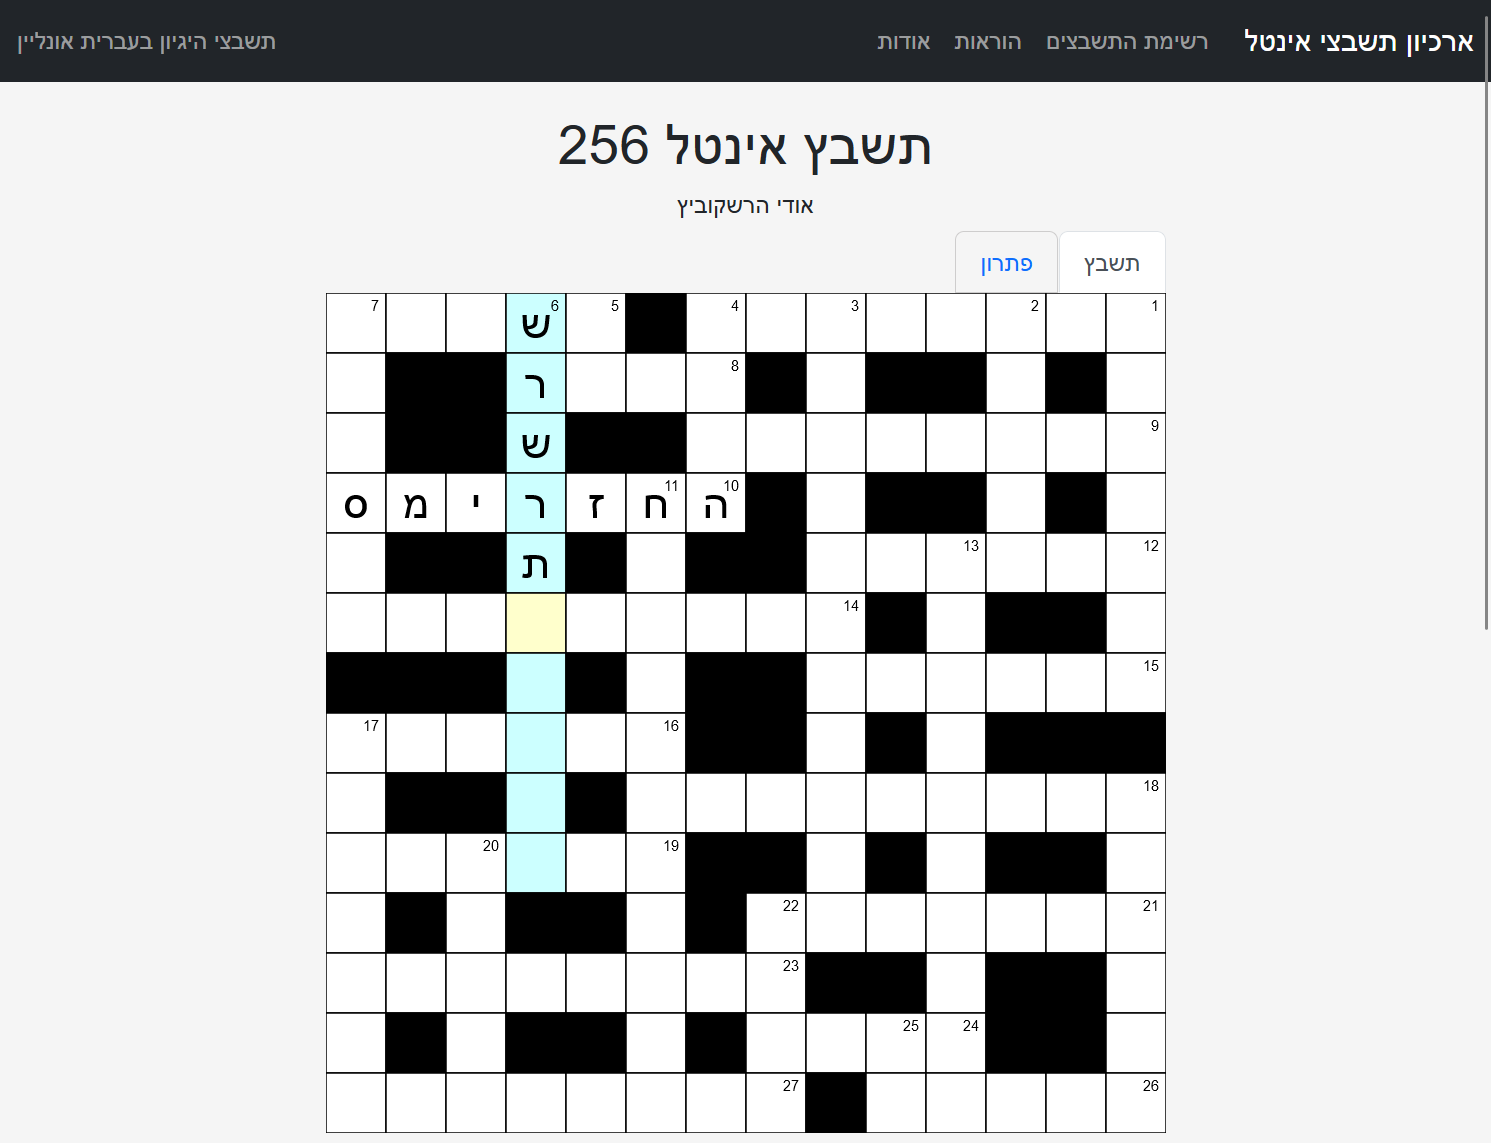 ארכיון תשבצי אינטל רשימת התשבצים הוראות אודות תשבצי היגיון בעברית אונליין
תשבץ אינטל 256
אודי הרשקוביץ
תשבץ פתרון
1 2 3 4 5 6 ש 7
8 ר
9 ש
10 ה 11 ח ז ר י מ ס
12 13 ת
14
15
16 17
18
19 20
21 22
23
24 25
26 27